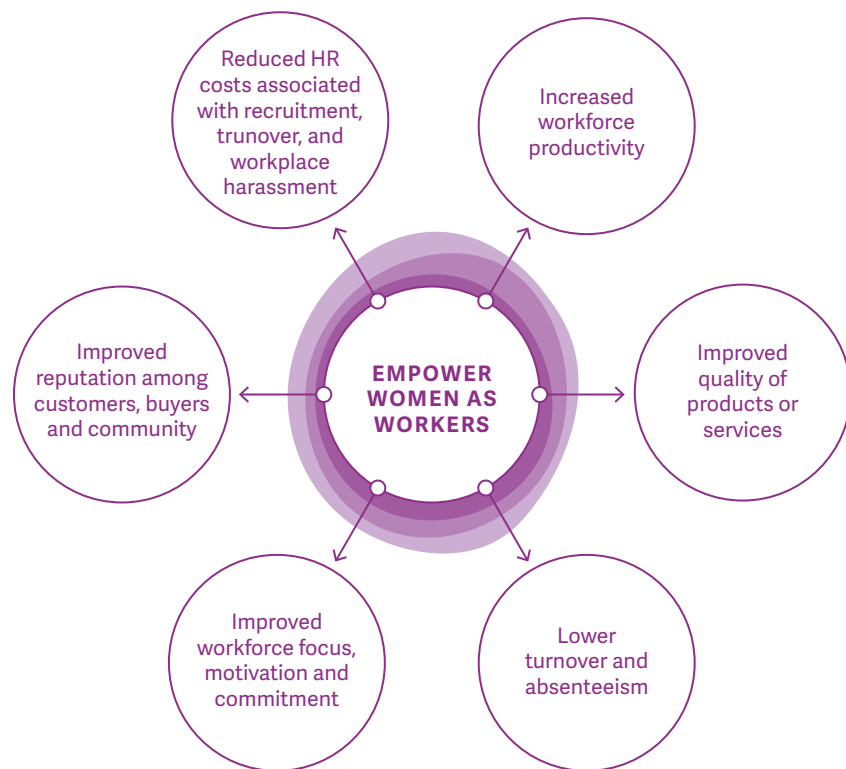 Reduced HR
costs associated
with recruitment,
trunover, and
workplace
harassment
Increased
workforce
productivity
Improved
reputation among
customers, buyers
and community
EMPOWER
WOMEN AS
WORKERS
Improved
quality of
products or
services
Improved
workforce focus,
motivation and
commitment
Lower
turnover and
absenteeism